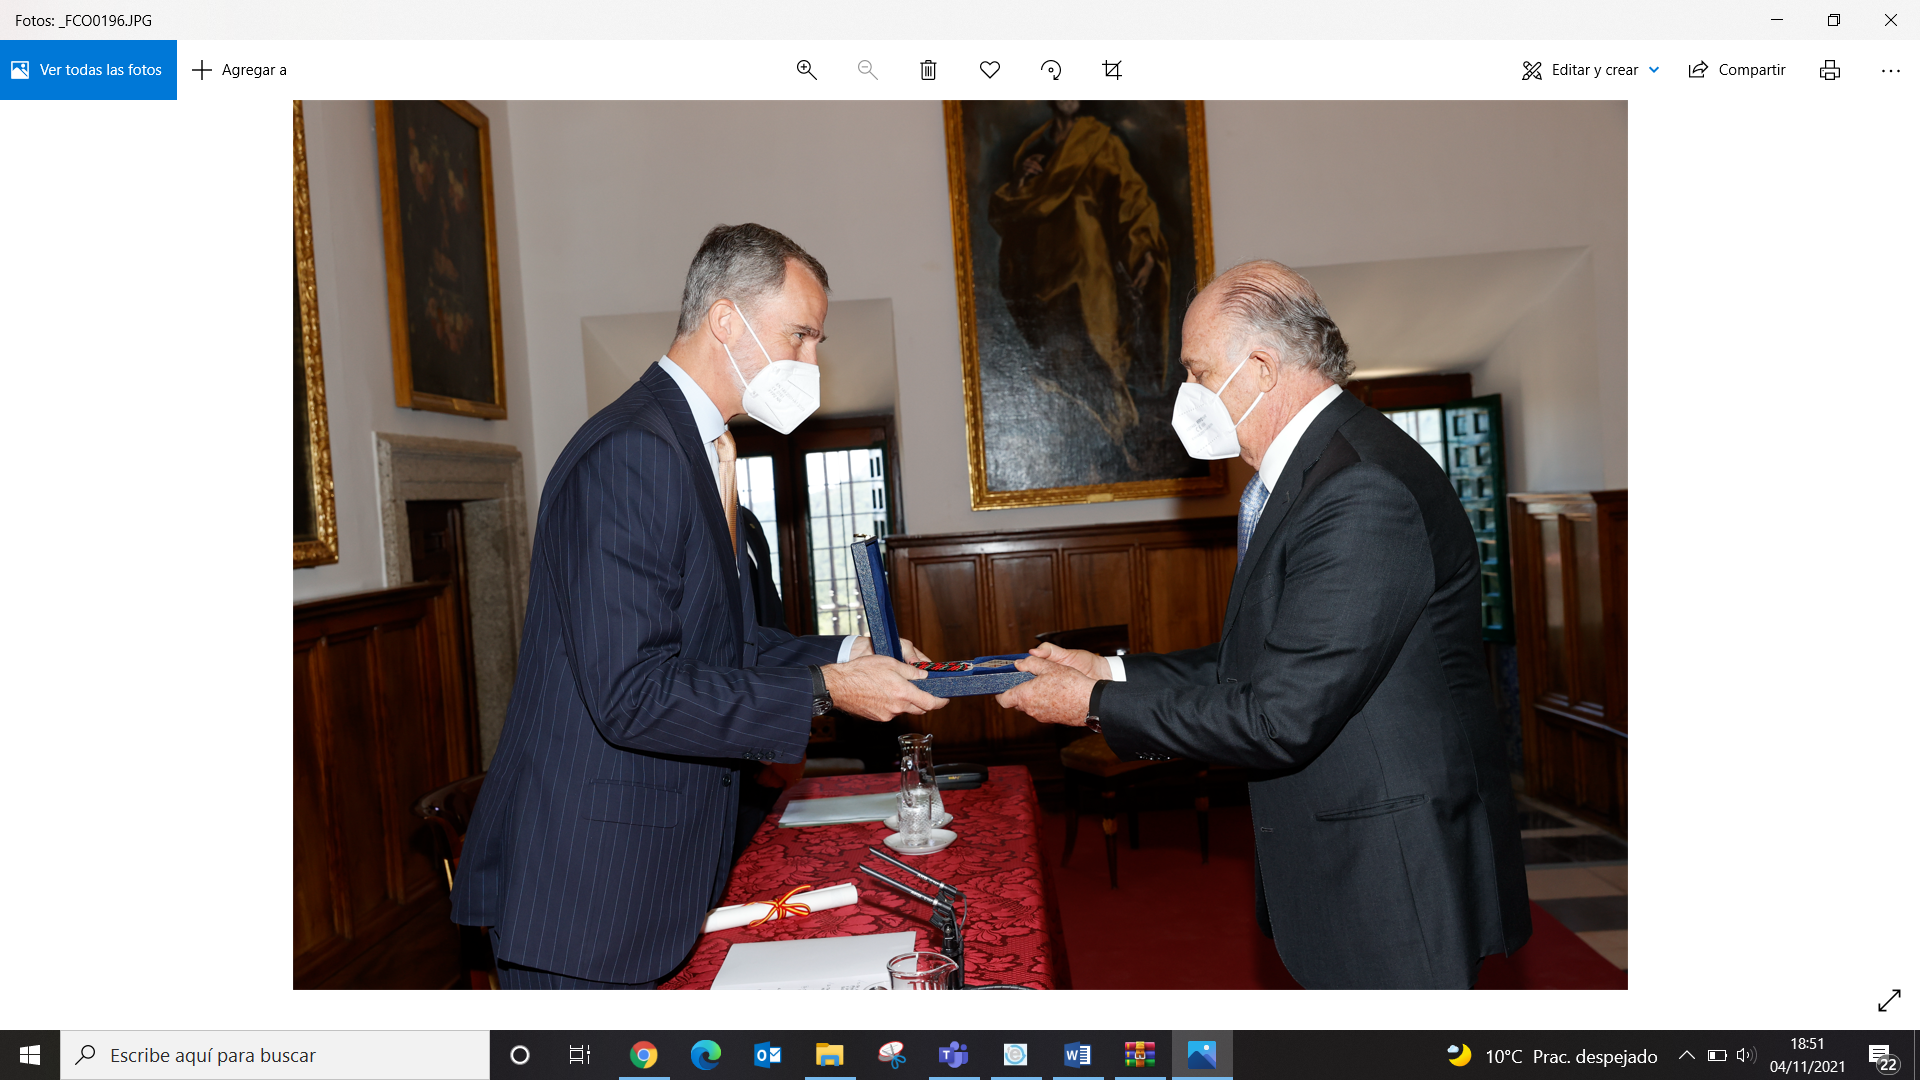 Fotos: _FCO0196.JPG
Ver todas las fotos
Agregar a
Editar y crear
Compartir
Escribe aquí para buscar
10°C Prac. despejado
18:51
04/11/2021
22